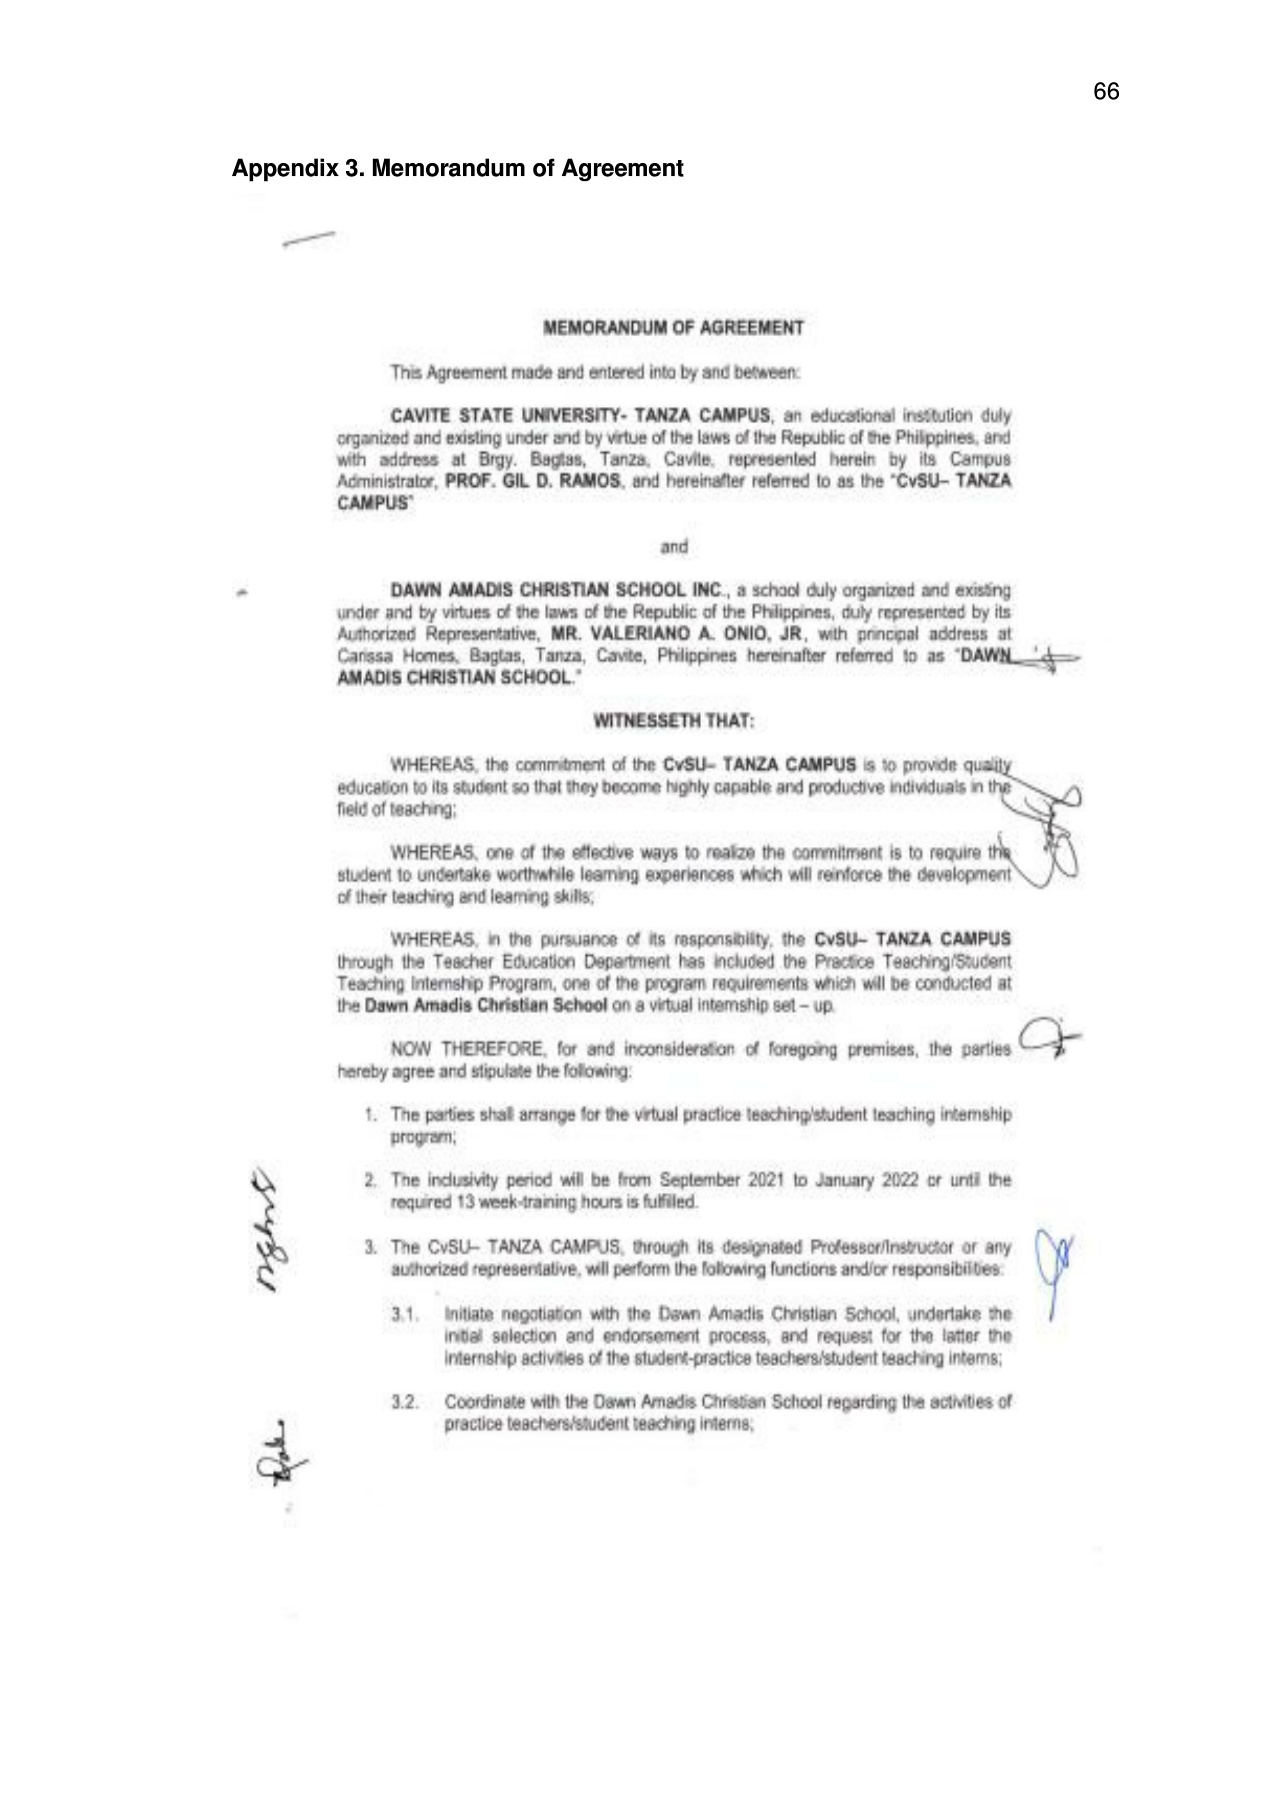 66
Appendix 3. Memorandum of Agreement
MEMORANDUM OF AGREEMENT
This Agreement made and entered into by and between:
CAVITE STATE UNIVERSITY- TANZA CAMPUS, an educational institution duly
organized and existing under and by virtue of the laws of the Republic of the Philippines, and
with address at Brgy. Bagtas, Tanza, Cavite, represented herein by its Campus
Administrator, PROF. GIL D. RAMOS, and hereinafter referred to as the "CvSU– TANZA
CAMPUS"
and
DAWN AMADIS CHRISTIAN SCHOOL INC., a school duly organized and existing
under and by virtues of the laws of the Republic of the Philippines, duly represented by its
Authorized Representative, MR. VALERIANO A. ONIO, JR, with principal address at
Carissa Homes, Bagtas, Tanza, Cavite, Philippines hereinafter referred to as "DAWN
AMADIS CHRISTIAN SCHOOL."
WITNESSETH THAT:
WHEREAS, the commitment of the CvSU– TANZA CAMPUS is to provide quality
education to its student so that they become highly capable and productive individuals in the
field of teaching;
WHEREAS, one of the effective ways to realize the commitment is to require the
student to undertake worthwhile learning experiences which will reinforce the development
of their teaching and learning skills;
WHEREAS, in the pursuance of its responsibility, the CvSU– TANZA CAMPUS
through the Teacher Education Department has included the Practice Teaching/Student
Teaching Internship Program, one of the program requirements which will be conducted at
the Dawn Amadis Christian School on a virtual internship set – up.
NOW THEREFORE, for and inconsideration of foregoing premises, the parties
hereby agree and stipulate the following:
1. The parties shall arrange for the virtual practice teaching/student teaching internship
program;
2. The inclusivity period will be from September 2021 to January 2022 or until the
required 13 week-training hours is fulfilled.
3. The CvSU– TANZA CAMPUS, through its designated Professor/Instructor or any
authorized representative, will perform the following functions and/or responsibilities:
3.1. Initiate negotiation with the Dawn Amadis Christian School, undertake the
initial selection and endorsement process, and request for the latter the
internship activities of the student-practice teachers/student teaching interns;
3.2. Coordinate with the Dawn Amadis Christian School regarding the activities of
practice teachers/student teaching interns;